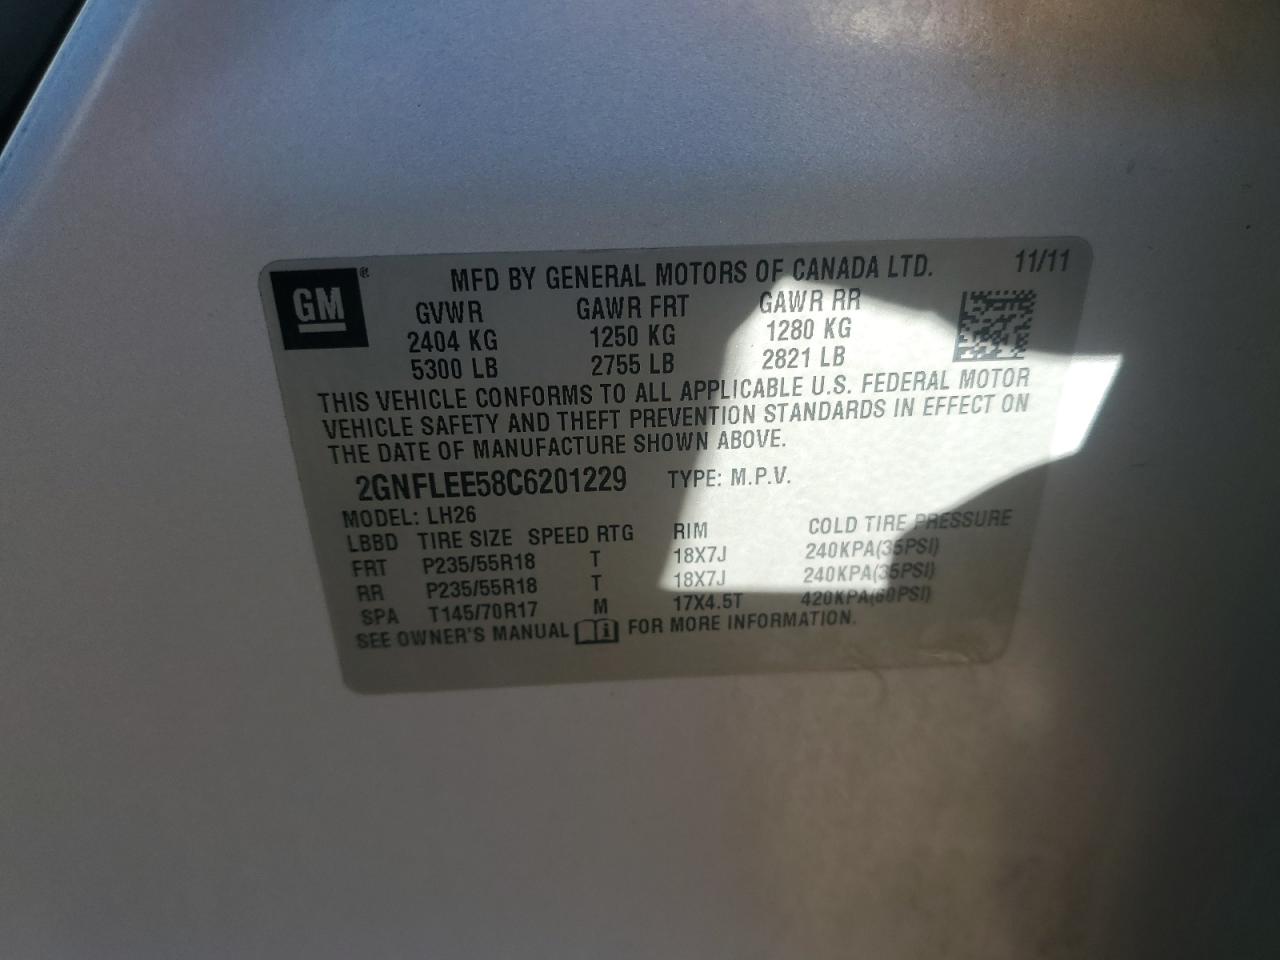 GM ® MFD BY GENERAL MOTORS OF CANADA LTD. 11/11
GVWR GAWR FRT GAWR RR
2404 KG 1250 KG 1280 KG
5300 LB 2755 LB 2821 LB
THIS VEHICLE CONFORMS TO ALL APPLICABLE U.S. FEDERAL MOTOR
VEHICLE SAFETY AND THEFT PREVENTION STANDARDS IN EFFECT ON
THE DATE OF MANUFACTURE SHOWN ABOVE.
2GNFLEE58C6201229 TYPE: M.P.V.
MODEL: LH26
LBBD TIRE SIZE SPEED RTG RIM COLD TIRE PRESSURE
FRT P235/55R18 T 18X7J 240KPA(35PSI)
RR P235/55R18 T 18X7J 240KPA(35PSI)
SPA T145/70R17 M 17X4.5T 420KPA(60PSI)
SEE OWNER'S MANUAL i FOR MORE INFORMATION.